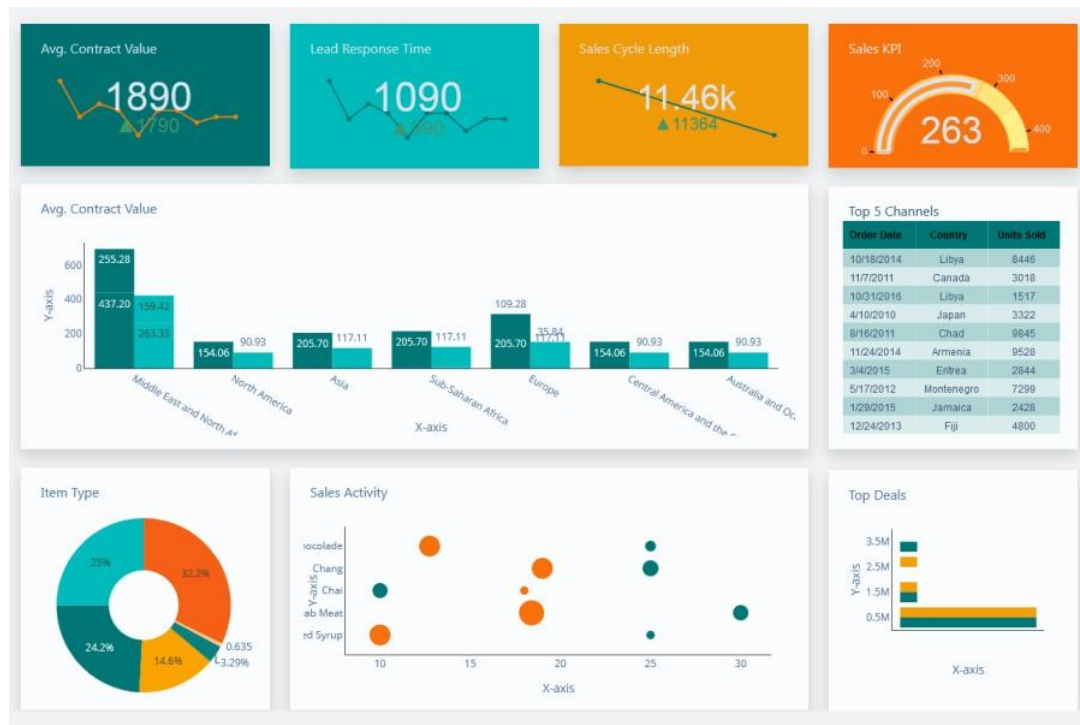 Avg. Contract Value
1890
▲1790
Lead Response Time
1090
▲990
Sales Cycle Length
11.46k
▲ 11364
Sales KPI
0
100
200
300
400
263
Avg. Contract Value
600
400
200
0
Y-axis
255.28
437.20
159.42
263.33
154.06
90.93
205.70
117.11
205.70
117.11
109.28
205.70
35.84
117.11
154.06
90.93
154.06
90.93
Middle East and North Af
North America
Asia
Sub-Saharan Africa
Europe
Central America and the
Australia and Oc
X-axis
Top 5 Channels
Order Date Country Units Sold
10/18/2014 Libya 8446
11/7/2011 Canada 3018
10/31/2016 Libya 1517
4/10/2010 Japan 3322
8/16/2011 Chad 9845
11/24/2014 Armenia 9528
3/4/2015 Eritrea 2844
5/17/2012 Montenegro 7299
1/29/2015 Jamaica 2428
12/24/2013 Fiji 4800
Item Type
25%
32.2%
24.2%
14.6%
0.635
3.29%
Sales Activity
ocolade
Chang
Chai
ab Meat
ed Syrup
Y-axis
10 15 20 25 30
X-axis
Top Deals
3.5M
2.5M
1.5M
0.5M
Y-axis
X-axis